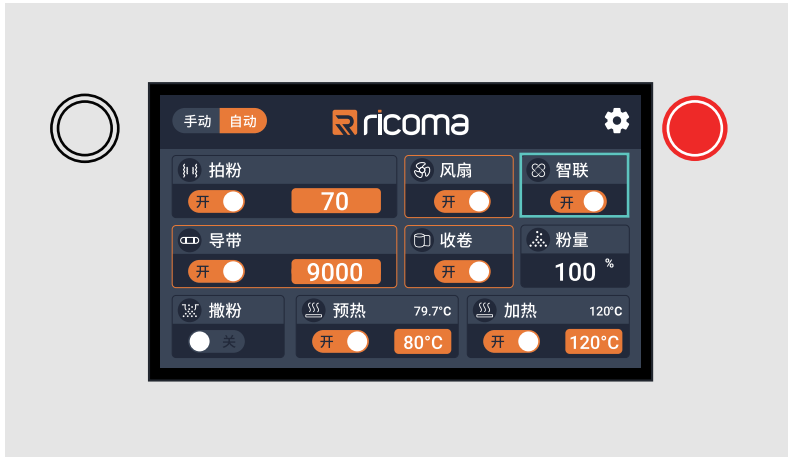 手动 自动 ricoma
拍粉 风扇 智联
开 70 开 开
导带 收卷 粉量
开 9000 开 100 %
撒粉 预热 79.7°C 加热 120°C
关 开 80°C 开 120°C